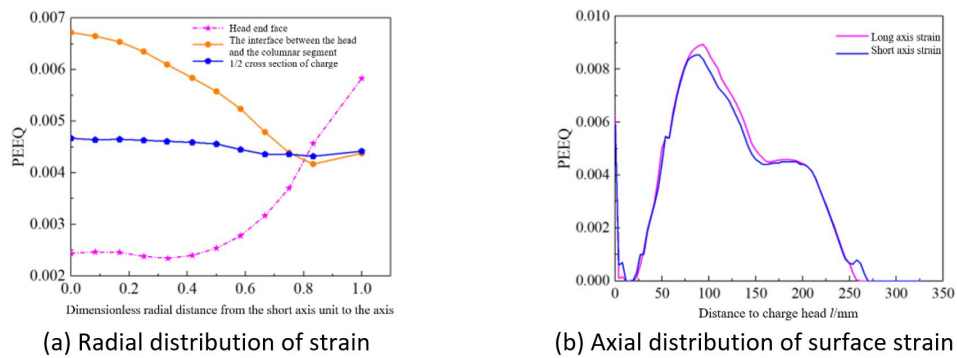 0.007
0.006
0.005
0.004
0.003
0.002
PEEQ
Head end face
The interface between the head
and the columnar segment
1/2 cross section of charge
0.0 0.2 0.4 0.6 0.8 1.0
Dimensionless radial distance from the short axis unit to the axis
(a) Radial distribution of strain
0.010
0.008
0.006
0.004
0.002
0.000
PEEQ
Long axis strain
Short axis strain
0 50 100 150 200 250 300 350
Distance to charge head l/mm
(b) Axial distribution of surface strain